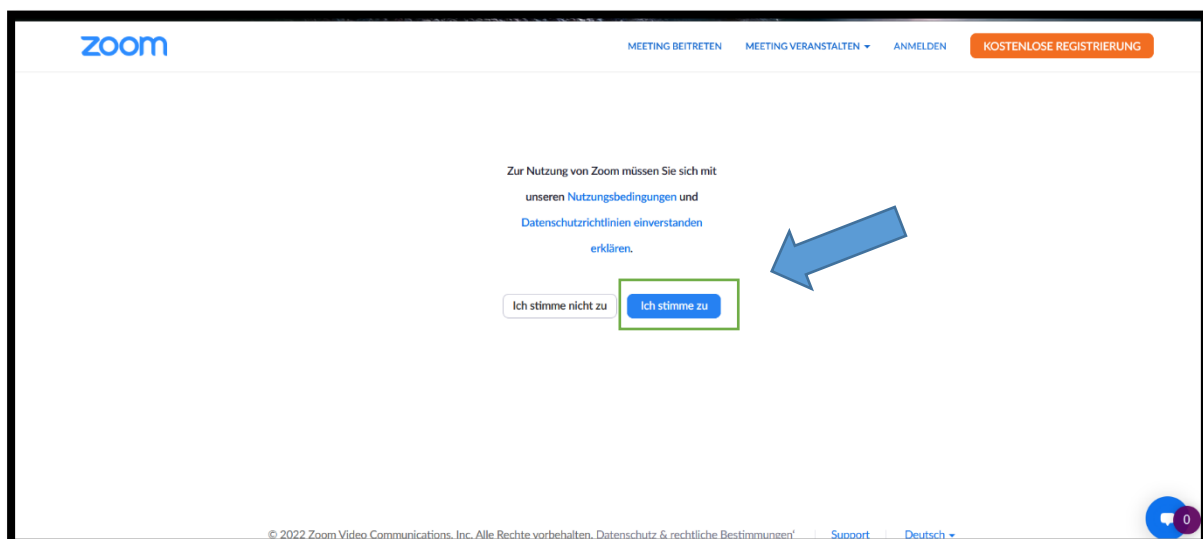 zoom
MEETING BEITRETEN MEETING VERANSTALTEN ANMELDEN KOSTENLOSE REGISTRIERUNG
Zur Nutzung von Zoom müssen Sie sich mit
unseren Nutzungsbedingungen und
Datenschutzrichtlinien einverstanden
erklären.
Ich stimme nicht zu Ich stimme zu
© 2022 Zoom Video Communications, Inc. Alle Rechte vorbehalten. Datenschutz & rechtliche Bestimmungen' Support Deutsch
0